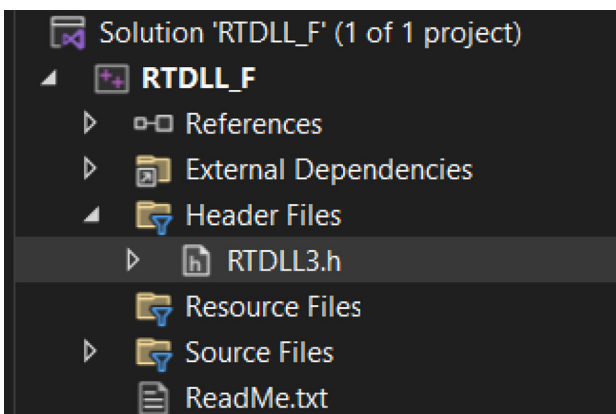 Solution 'RTDLL_F' (1 of 1 project)
RTDLL_F
References
External Dependencies
Header Files
RTDLL3.h
Resource Files
Source Files
ReadMe.txt